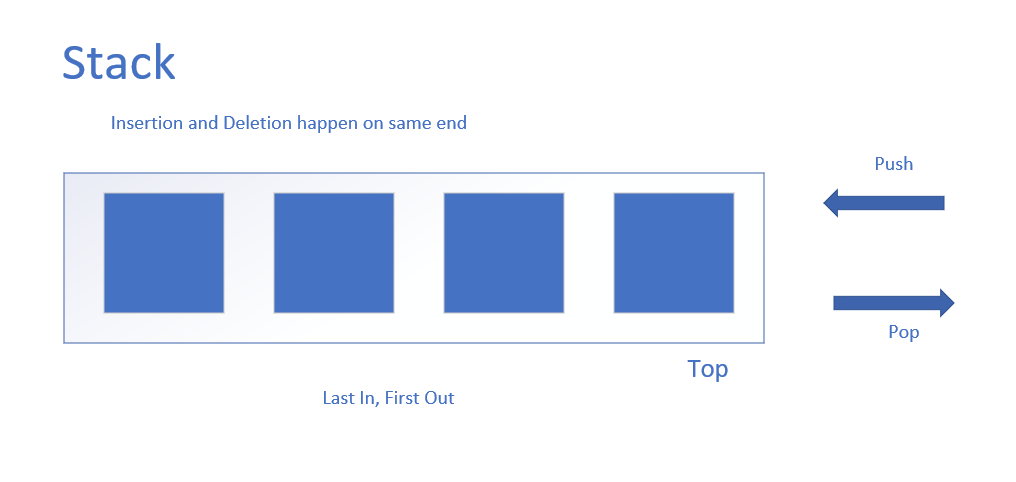 Stack
Insertion and Deletion happen on same end
Push
Pop
Top
Last In, First Out